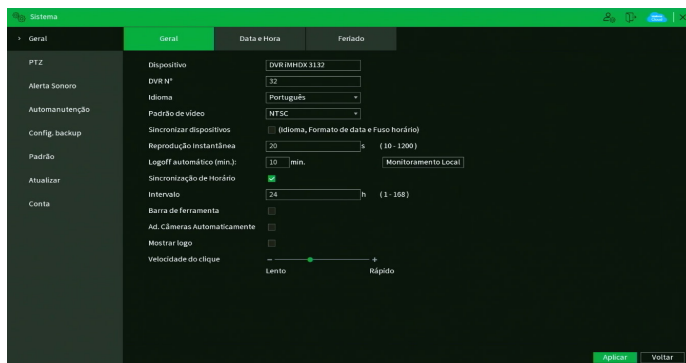 Sistema
Geral
PTZ
Alerta Sonoro
Automanutenção
Config. backup
Padrão
Atualizar
Conta
Geral Data e Hora Feriado
Dispositivo DVR iMHDX 3132
DVR N° 32
Idioma Português
Padrão de vídeo NTSC
Sincronizar dispositivos (Idioma, Formato de data e Fuso horário)
Reprodução Instantânea 20 s (10 - 1200)
Logoff automático (min.): 10 min. Monitoramento Local
Sincronização de Horário
Intervalo 24 h (1 - 168)
Barra de ferramenta
Ad. Câmeras Automaticamente
Mostrar logo
Velocidade do clique - +
Lento Rápido
Aplicar Voltar